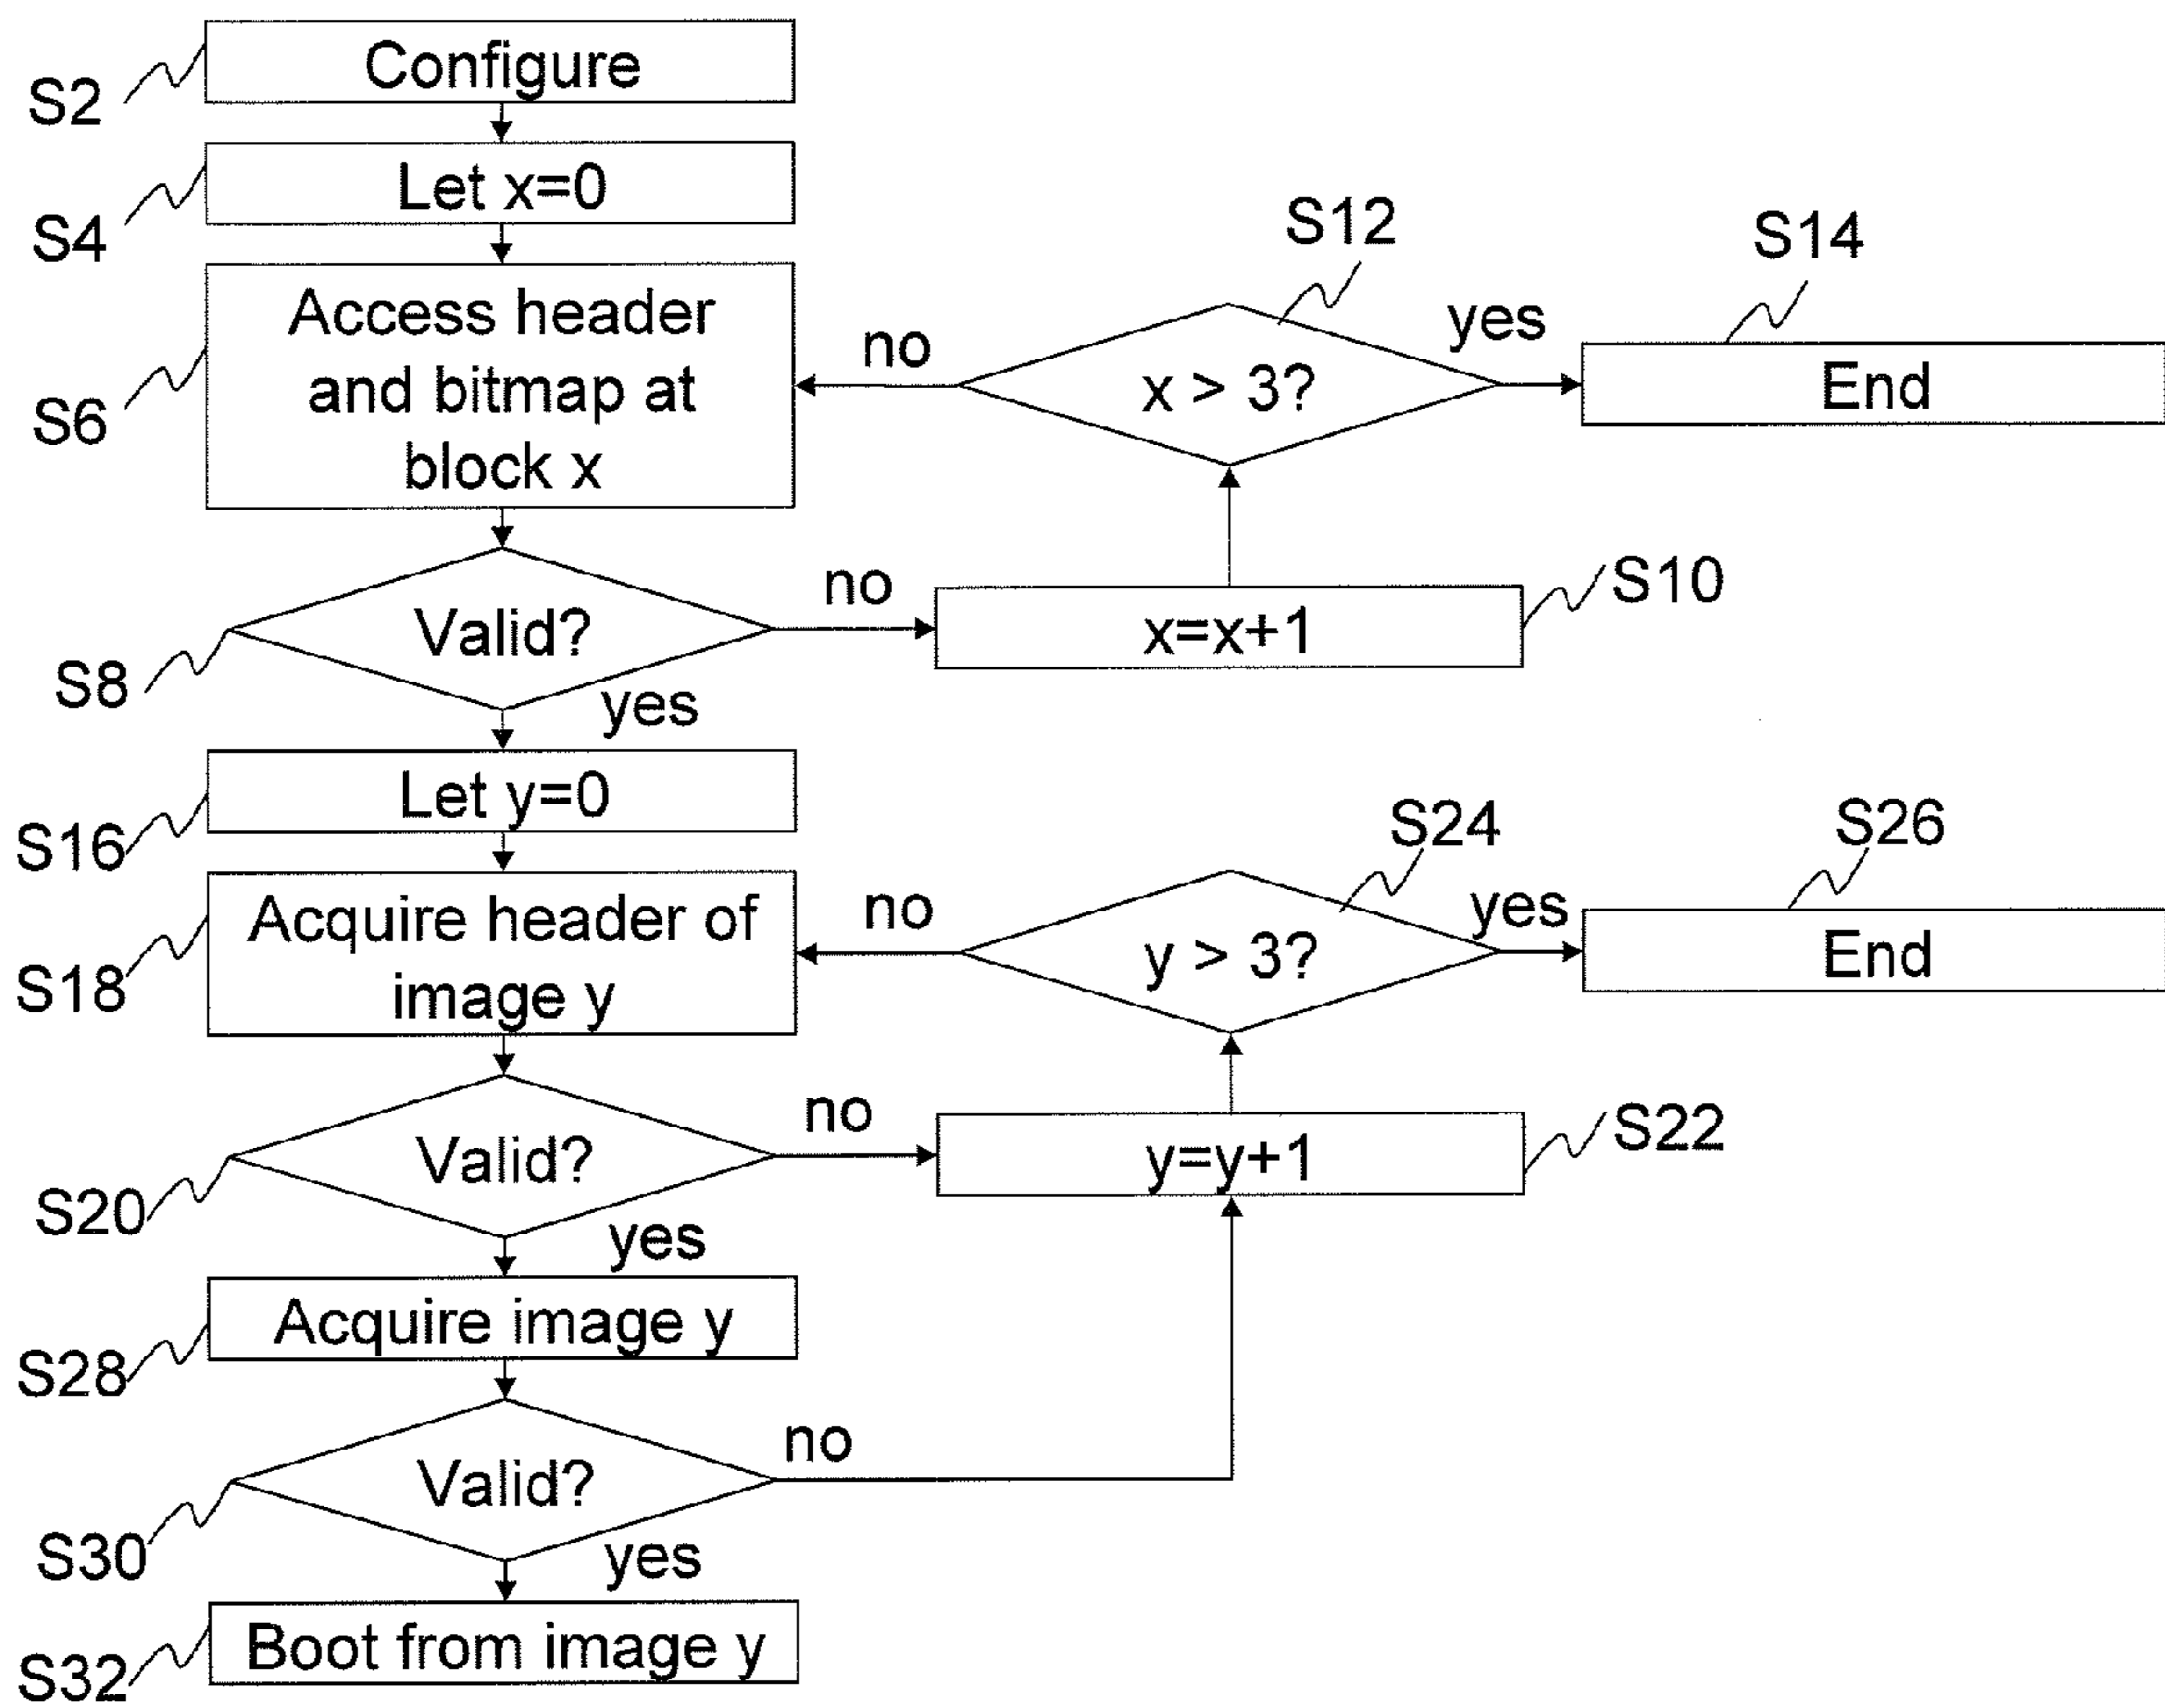 Configure
S2
Let x=0
S4
Access header
and bitmap at
block x
S6
S12
no
x > 3?
yes
S14
End
Valid?
S8
no
x=x+1
S10
yes
Let y=0
S16
Acquire header of
image y
S18
S24
no
y > 3?
yes
S26
End
Valid?
S20
no
y=y+1
S22
yes
Acquire image y
S28
Valid?
S30
no
yes
Boot from image y
S32